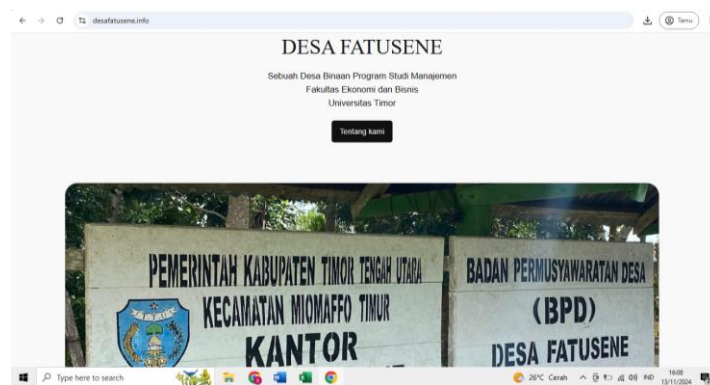 desafatusene.info
Tamu
DESA FATUSENE
Sebuah Desa Binaan Program Studi Manajemen
Fakultas Ekonomi dan Bisnis
Universitas Timor
Tentang kami
PEMERINTAH KABUPATEN TIMOR TENGAH UTARA
KECAMATAN MIOMAFFO TIMUR
KANTOR
BADAN PERMUSYAWARATAN DESA
(BPD)
DESA FATUSENE
Type here to search
26°C Cerah
IND
16:08
13/11/2024